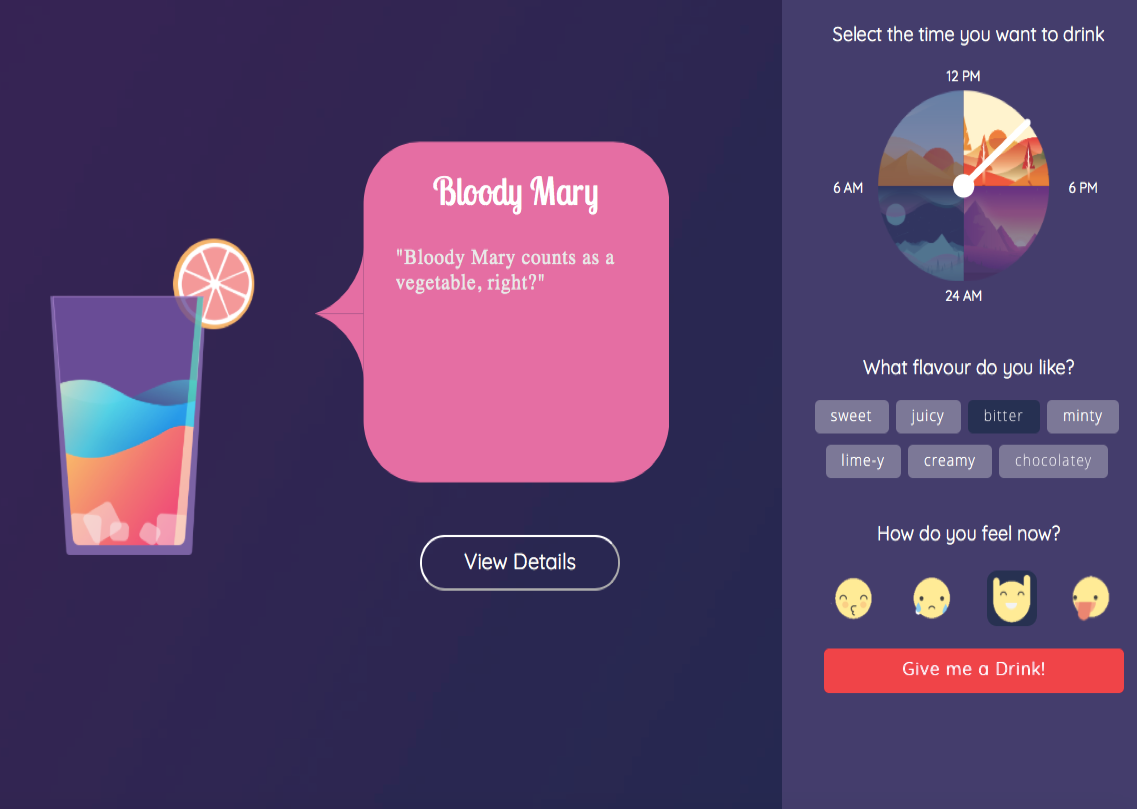 Bloody Mary
"Bloody Mary counts as a
vegetable, right?"
View Details
Select the time you want to drink
12 PM
6 AM
6 PM
24 AM
What flavour do you like?
sweet juicy bitter minty
lime-y creamy chocolatey
How do you feel now?
Give me a Drink!